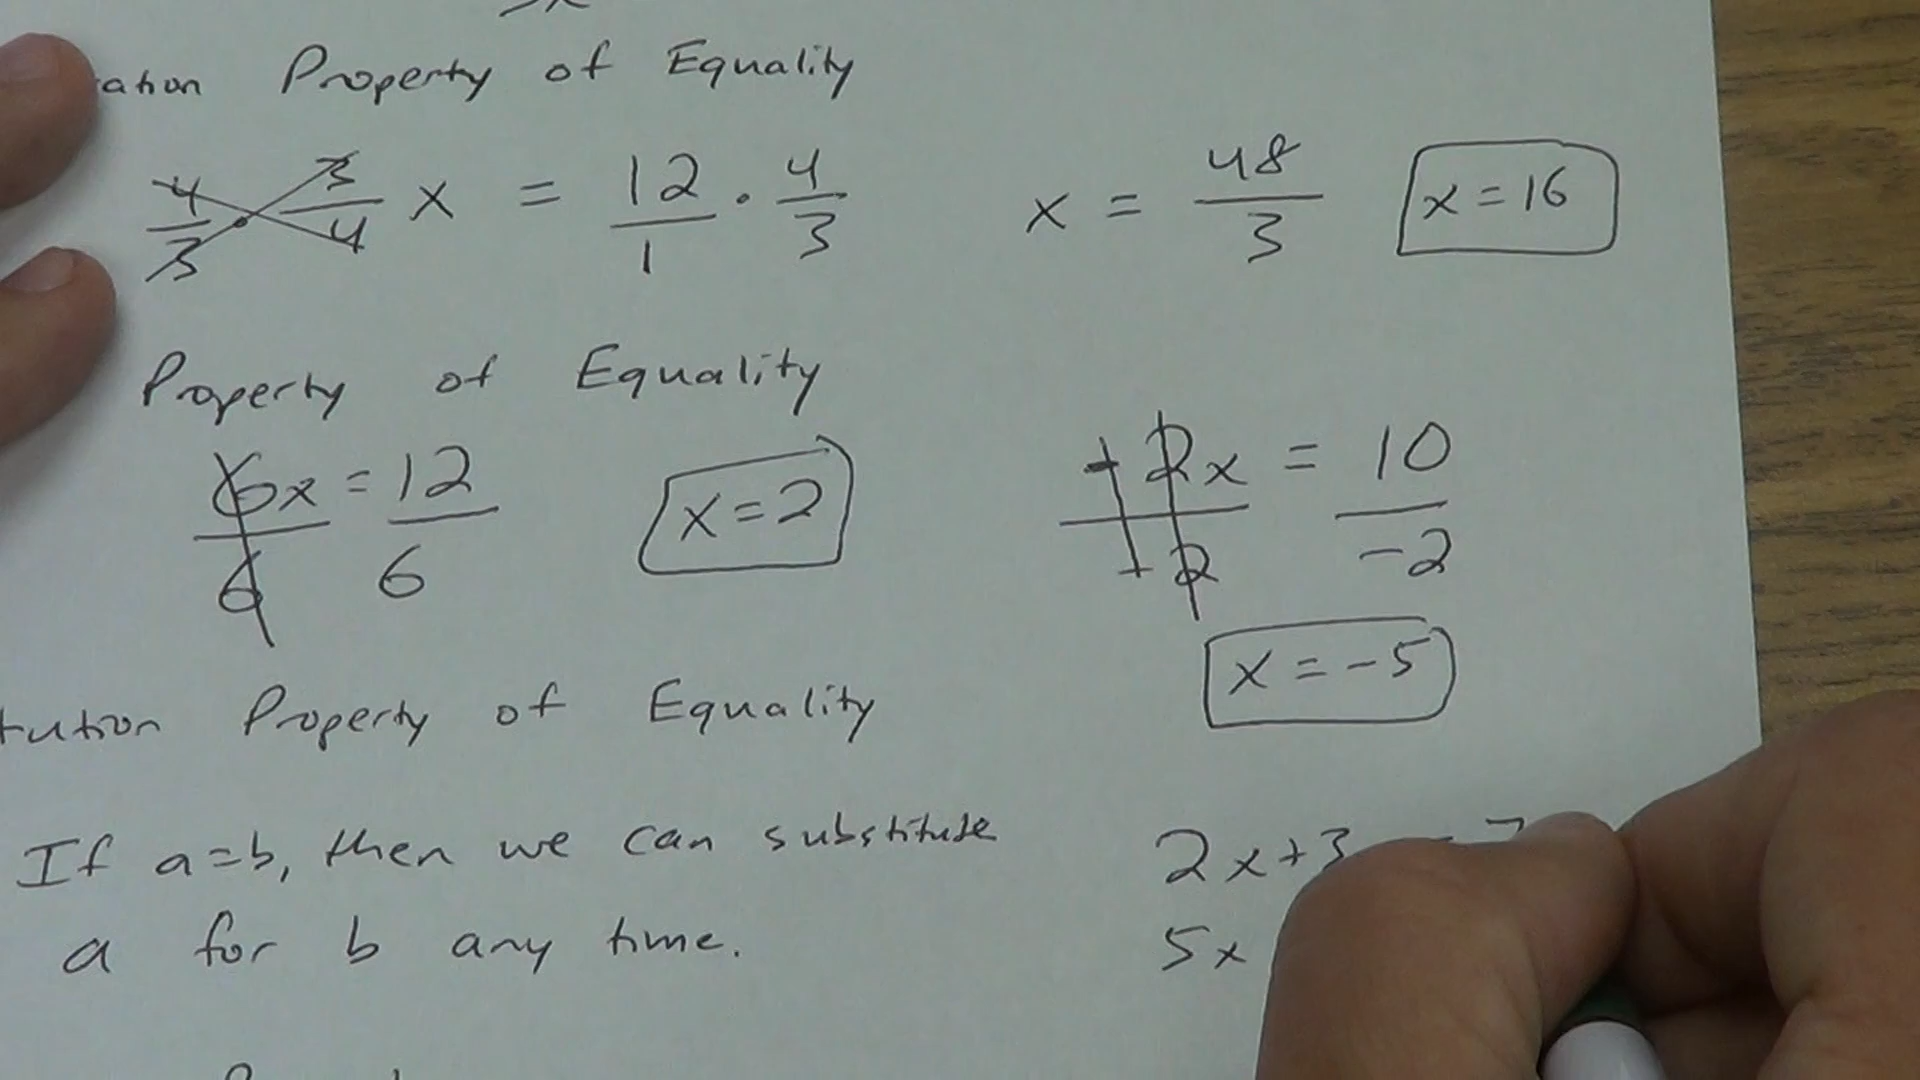 ation Property of Equality
4/3 · 3/4 x = 12/1 · 4/3 x = 48/3 x = 16
Property of Equality
6x/6 = 12/6 x = 2 -2x/-2 = 10/-2
x = -5
tution Property of Equality
If a=b, then we can substitute 2x+3
a for b any time. 5x